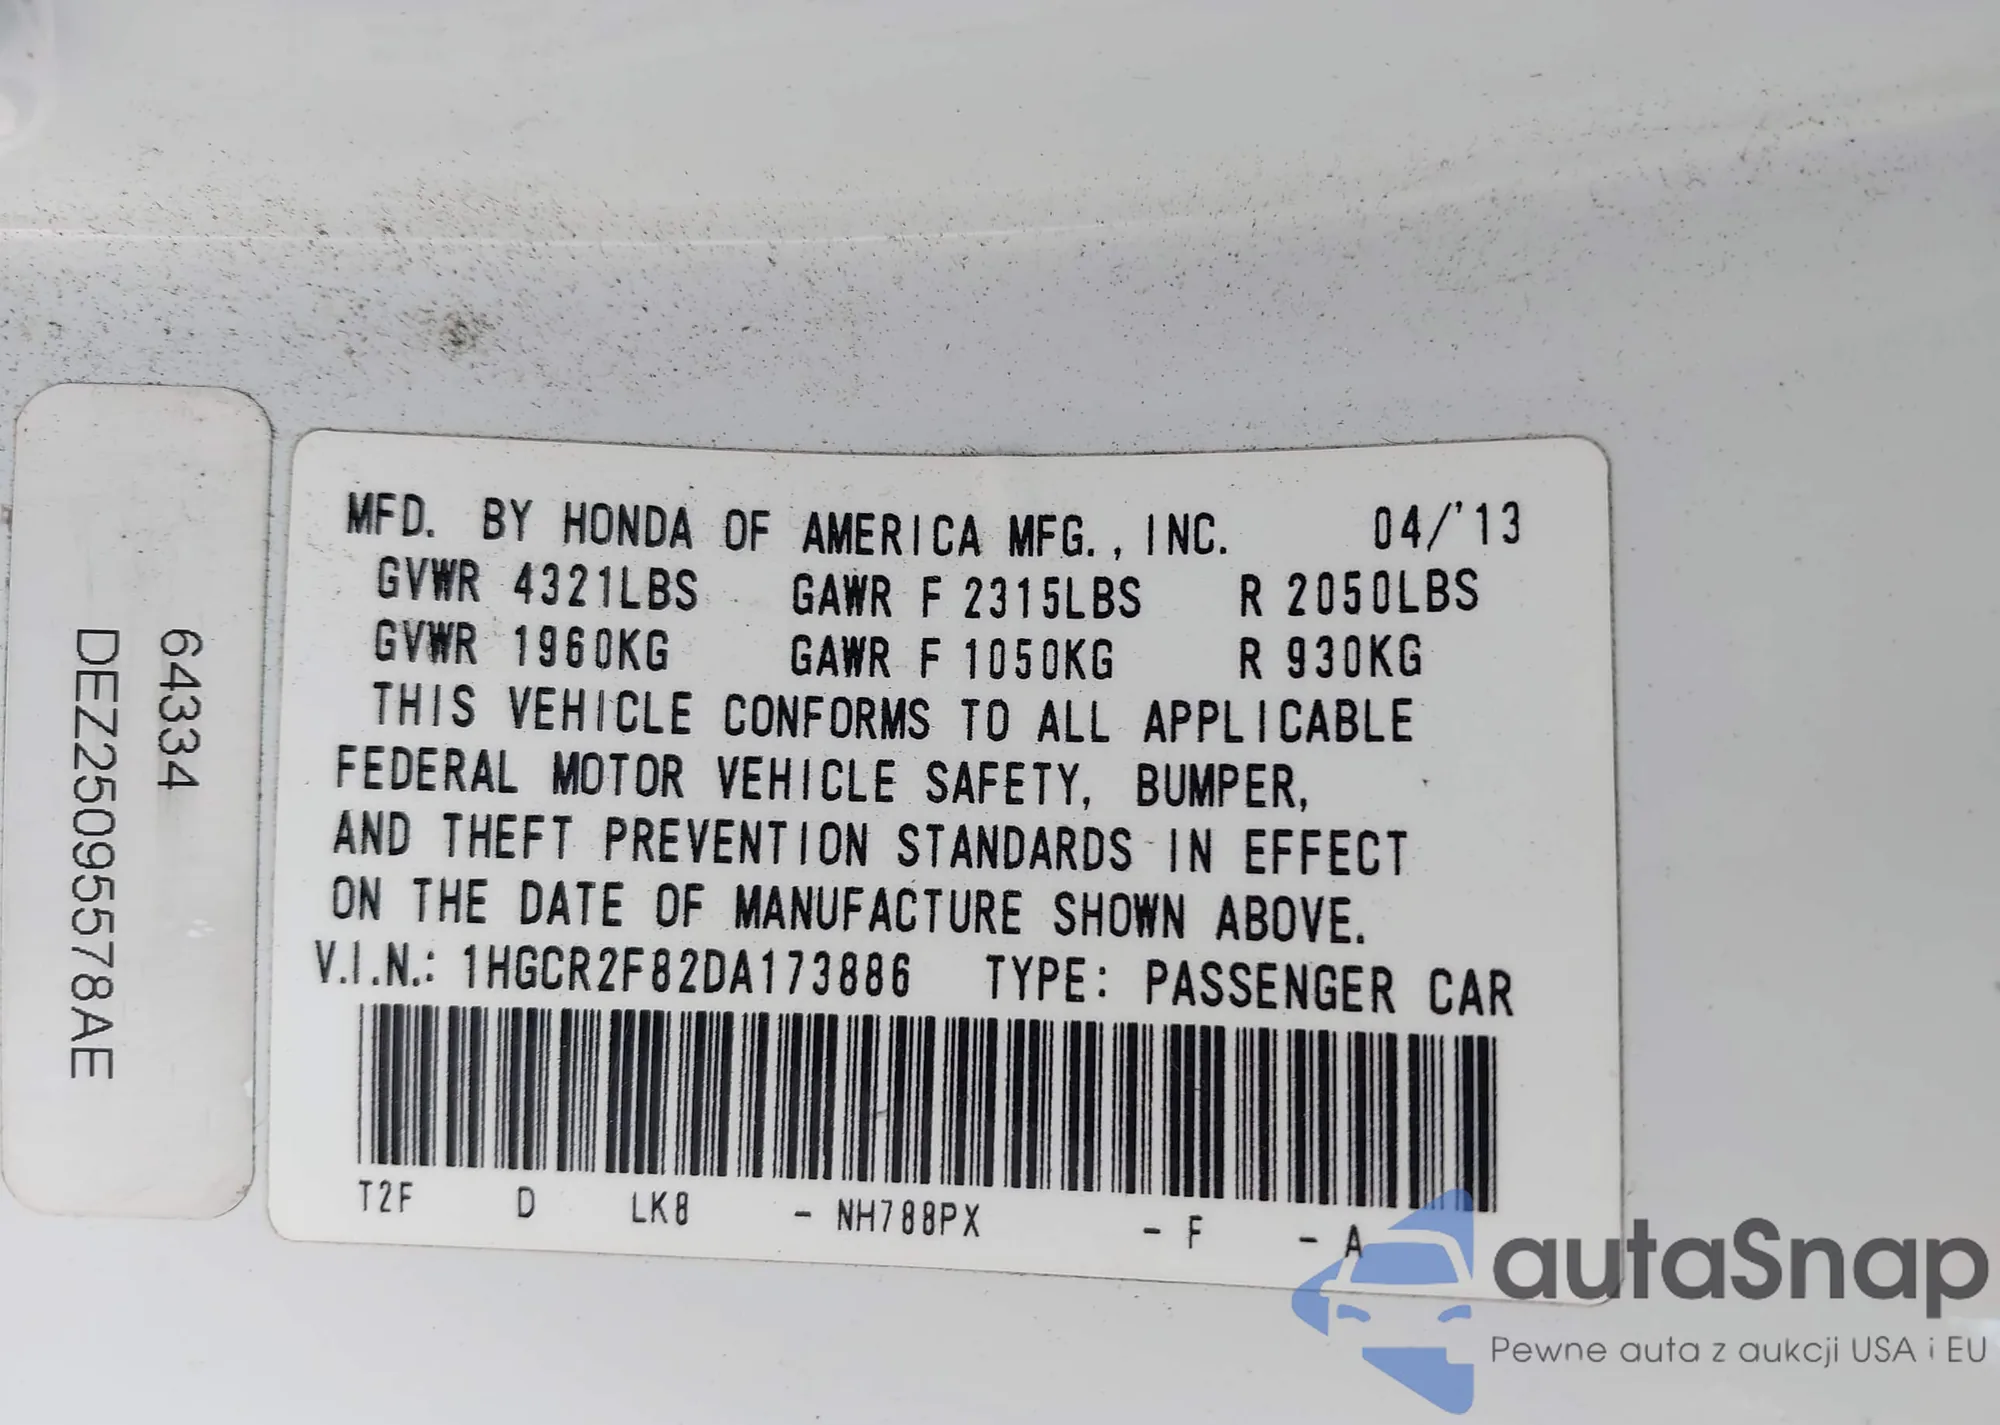 64334
DEZ25095578AE
MFD. BY HONDA OF AMERICA MFG., INC. 04/'13
GVWR 4321LBS GAWR F 2315LBS R 2050LBS
GVWR 1960KG GAWR F 1050KG R 930KG
THIS VEHICLE CONFORMS TO ALL APPLICABLE
FEDERAL MOTOR VEHICLE SAFETY, BUMPER,
AND THEFT PREVENTION STANDARDS IN EFFECT
ON THE DATE OF MANUFACTURE SHOWN ABOVE.
V.I.N.: 1HGCR2F82DA173886 TYPE: PASSENGER CAR
T2F D LK8 - NH788PX - F - A
autaSnap
Pewne auta z aukcji USA i EU